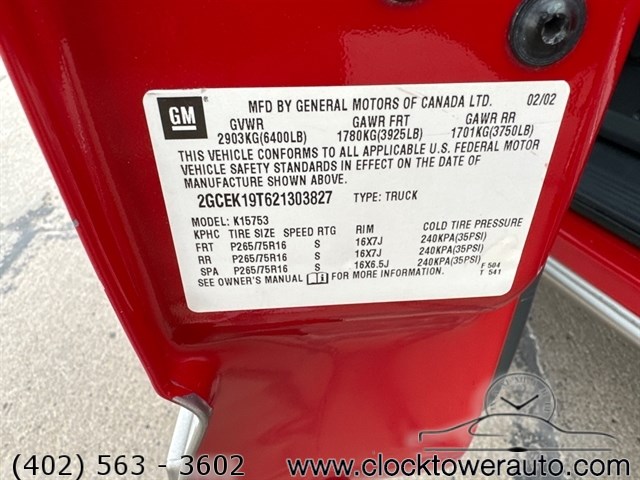 GM
MFD BY GENERAL MOTORS OF CANADA LTD. 02/02
GVWR GAWR FRT GAWR RR
2903KG(6400LB) 1780KG(3925LB) 1701KG(3750LB)
THIS VEHICLE CONFORMS TO ALL APPLICABLE U.S. FEDERAL MOTOR
VEHICLE SAFETY STANDARDS IN EFFECT ON THE DATE OF
MANUFACTURE SHOWN ABOVE.
2GCEK19T621303827 TYPE: TRUCK
MODEL: K15753
KPHC TIRE SIZE SPEED RTG RIM COLD TIRE PRESSURE
FRT P265/75R16 S 16X7J 240KPA(35PSI)
RR P265/75R16 S 16X7J 240KPA(35PSI)
SPA P265/75R16 S 16X6.5J 240KPA(35PSI)
SEE OWNER'S MANUAL FOR MORE INFORMATION.
F 504
T 541
(402) 563 - 3602 www.clocktowerauto.com